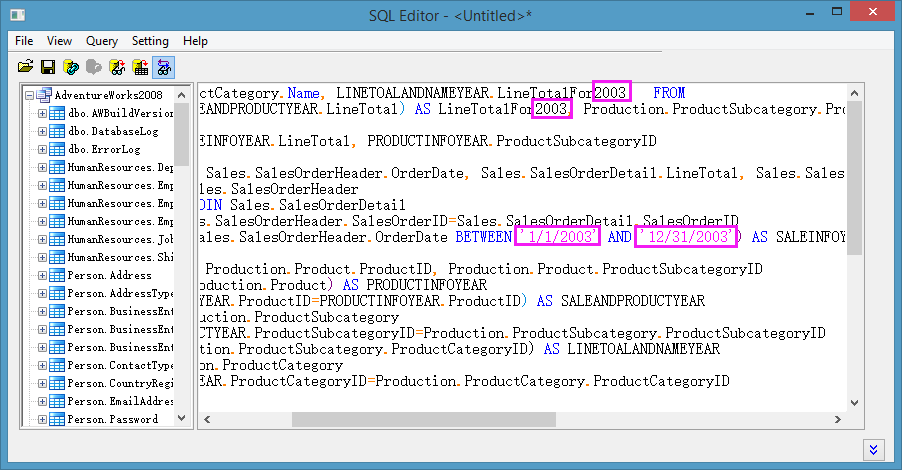 SQL Editor - <Untitled>*
File View Query Setting Help
AdventureWorks2008
dbo.AWBuildVersion
dbo.DatabaseLog
dbo.ErrorLog
HumanResources.Dep
HumanResources.Emp
HumanResources.Emp
HumanResources.Emp
HumanResources.Job
HumanResources.Shi
Person.Address
Person.AddressType
Person.BusinessEnt
Person.BusinessEnt
Person.BusinessEnt
Person.ContactType
Person.CountryRegi
Person.EmailAddres
Person.Password
ctCategory.Name, LINETOALANDNAMEYEAR.LineTotalFor2003 FROM
EANDPRODUCTYEAR.LineTotal) AS LineTotalFor2003, Production.ProductSubcategory.Pro
EINFOYEAR.LineTotal, PRODUCTINFOYEAR.ProductSubcategoryID
Sales.SalesOrderHeader.OrderDate, Sales.SalesOrderDetail.LineTotal, Sales.Sales
les.SalesOrderHeader
OIN Sales.SalesOrderDetail
s.SalesOrderHeader.SalesOrderID=Sales.SalesOrderDetail.SalesOrderID
ales.SalesOrderHeader.OrderDate BETWEEN '1/1/2003' AND '12/31/2003') AS SALEINFOY
Production.Product.ProductID, Production.Product.ProductSubcategoryID
oduction.Product) AS PRODUCTINFOYEAR
YEAR.ProductID=PRODUCTINFOYEAR.ProductID) AS SALEANDPRODUCTYEAR
tion.ProductSubcategory
CTYEAR.ProductSubcategoryID=Production.ProductSubcategory.ProductSubcategoryID
tion.ProductSubcategory.ProductCategoryID) AS LINETOALANDNAMEYEAR
on.ProductCategory
EAR.ProductCategoryID=Production.ProductCategory.ProductCategoryID